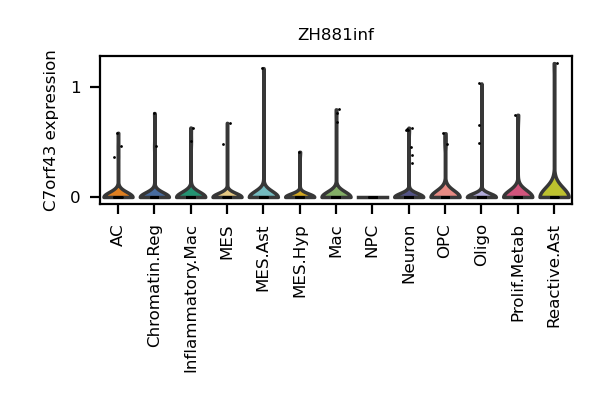 ZH881inf
C7orf43 expression
1
0
AC
Chromatin.Reg
Inflammatory.Mac
MES
MES.Ast
MES.Hyp
Mac
NPC
Neuron
OPC
Oligo
Prolif.Metab
Reactive.Ast